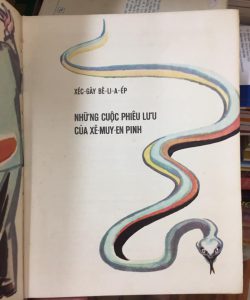 XÉC-GÂY BÊ-LI-A-ÉP
NHỮNG CUỘC PHIÊU LƯU
CỦA XÊ-MUY-EN PINH